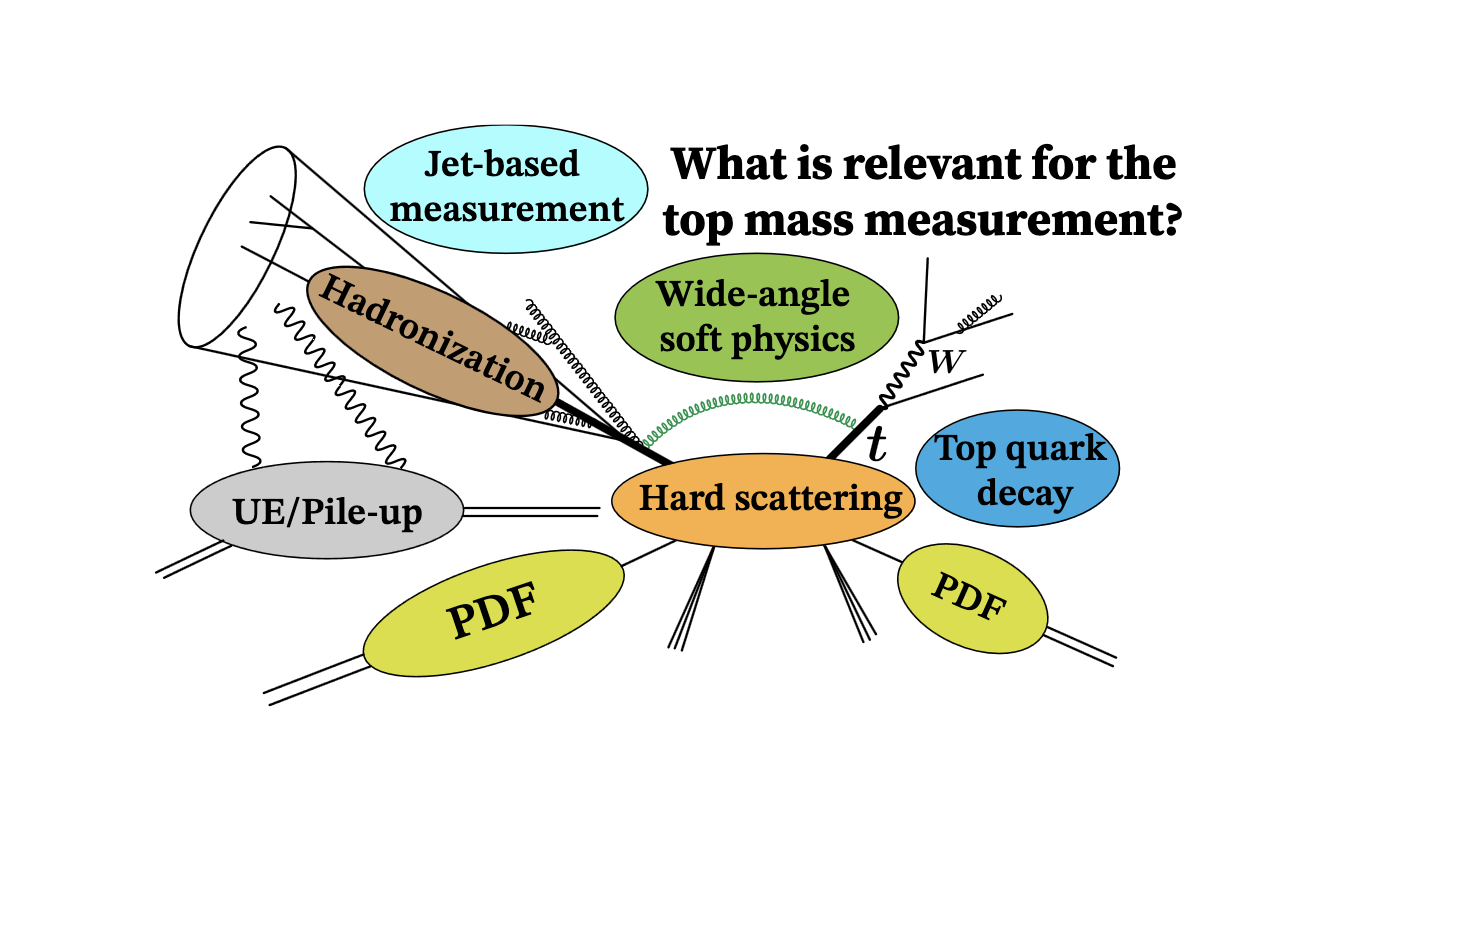 Jet-based
measurement
What is relevant for the
top mass measurement?
Hadronization
Wide-angle
soft physics
W
t
Top quark
decay
UE/Pile-up
Hard scattering
PDF
PDF